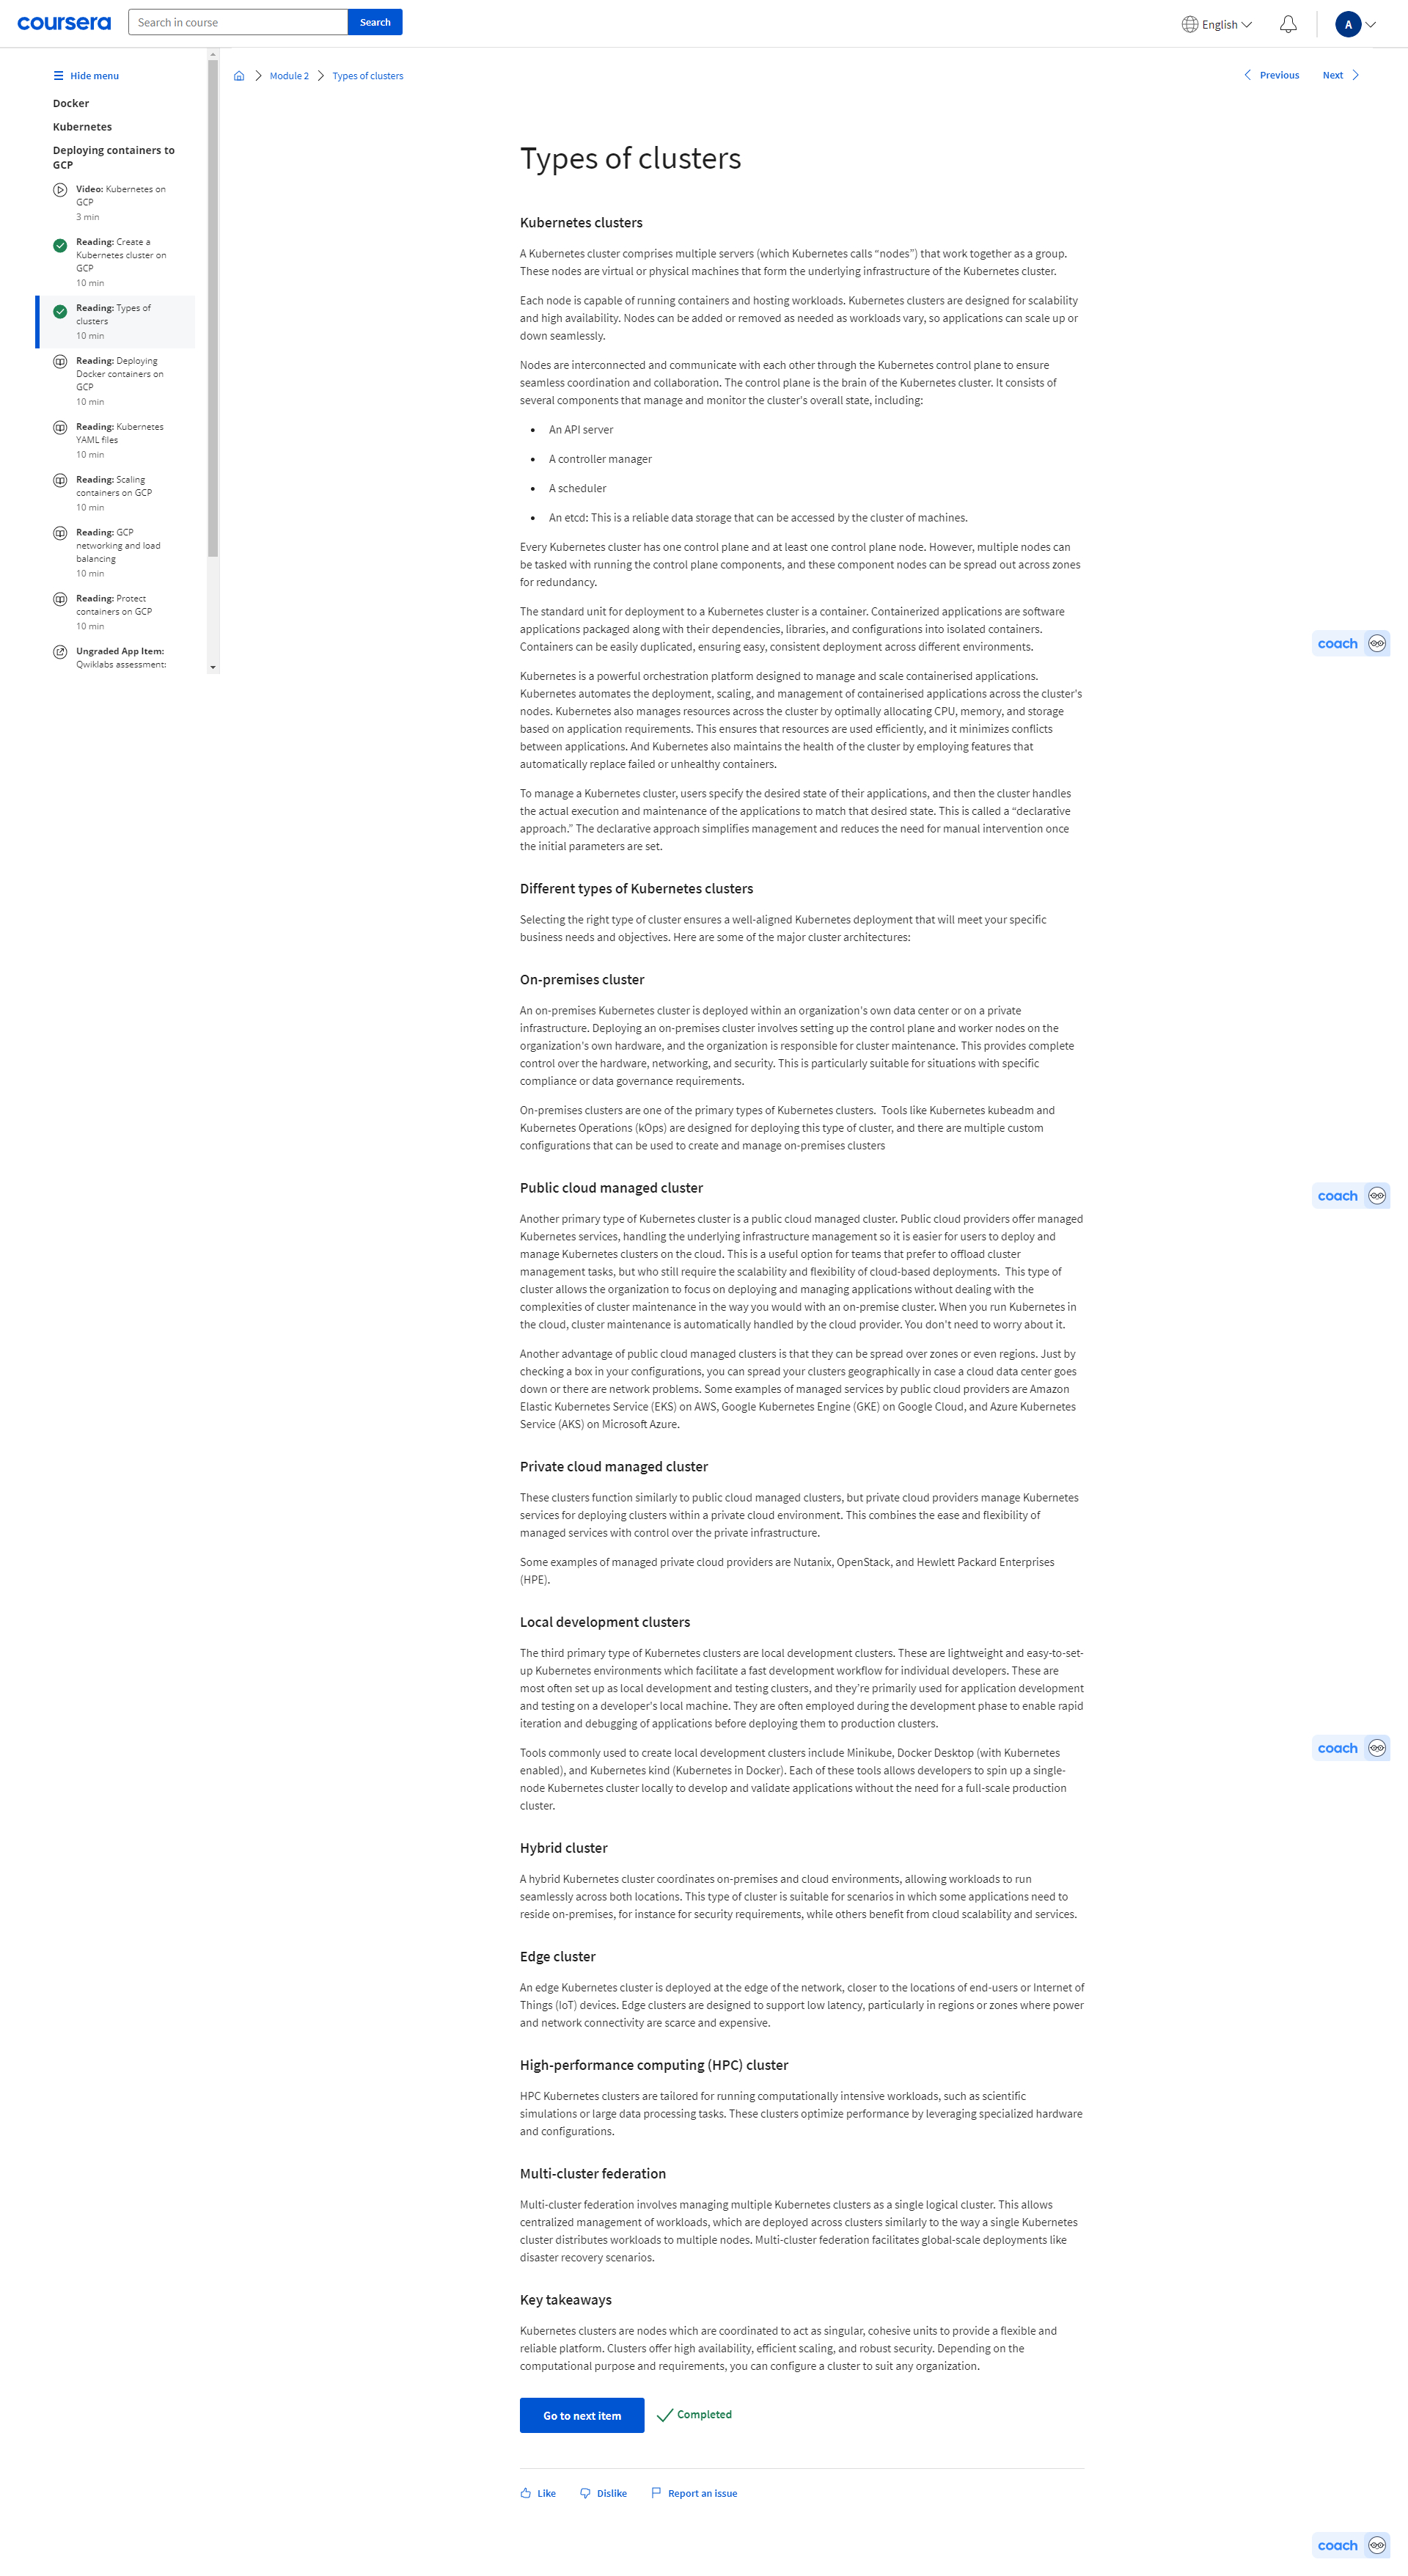 coursera
Search in course
Search
English
A
Hide menu
Docker
Kubernetes
Deploying containers to
GCP
Video: Kubernetes on
GCP
3 min
Reading: Create a
Kubernetes cluster on
GCP
10 min
Reading: Types of
clusters
10 min
Reading: Deploying
Docker containers on
GCP
10 min
Reading: Kubernetes
YAML files
10 min
Reading: Scaling
containers on GCP
10 min
Reading: GCP
networking and load
balancing
10 min
Reading: Protect
containers on GCP
10 min
Ungraded App Item:
Qwiklabs assessment:
Module 2
Types of clusters
Previous
Next
Types of clusters
Kubernetes clusters
A Kubernetes cluster comprises multiple servers (which Kubernetes calls “nodes”) that work together as a group.
These nodes are virtual or physical machines that form the underlying infrastructure of the Kubernetes cluster.
Each node is capable of running containers and hosting workloads. Kubernetes clusters are designed for scalability
and high availability. Nodes can be added or removed as needed as workloads vary, so applications can scale up or
down seamlessly.
Nodes are interconnected and communicate with each other through the Kubernetes control plane to ensure
seamless coordination and collaboration. The control plane is the brain of the Kubernetes cluster. It consists of
several components that manage and monitor the cluster's overall state, including:
• An API server
• A controller manager
• A scheduler
• An etcd: This is a reliable data storage that can be accessed by the cluster of machines.
Every Kubernetes cluster has one control plane and at least one control plane node. However, multiple nodes can
be tasked with running the control plane components, and these component nodes can be spread out across zones
for redundancy.
The standard unit for deployment to a Kubernetes cluster is a container. Containerized applications are software
applications packaged along with their dependencies, libraries, and configurations into isolated containers.
Containers can be easily duplicated, ensuring easy, consistent deployment across different environments.
coach
Kubernetes is a powerful orchestration platform designed to manage and scale containerised applications.
Kubernetes automates the deployment, scaling, and management of containerised applications across the cluster's
nodes. Kubernetes also manages resources across the cluster by optimally allocating CPU, memory, and storage
based on application requirements. This ensures that resources are used efficiently, and it minimizes conflicts
between applications. And Kubernetes also maintains the health of the cluster by employing features that
automatically replace failed or unhealthy containers.
To manage a Kubernetes cluster, users specify the desired state of their applications, and then the cluster handles
the actual execution and maintenance of the applications to match that desired state. This is called a “declarative
approach.” The declarative approach simplifies management and reduces the need for manual intervention once
the initial parameters are set.
Different types of Kubernetes clusters
Selecting the right type of cluster ensures a well-aligned Kubernetes deployment that will meet your specific
business needs and objectives. Here are some of the major cluster architectures:
On-premises cluster
An on-premises Kubernetes cluster is deployed within an organization's own data center or on a private
infrastructure. Deploying an on-premises cluster involves setting up the control plane and worker nodes on the
organization's own hardware, and the organization is responsible for cluster maintenance. This provides complete
control over the hardware, networking, and security. This is particularly suitable for situations with specific
compliance or data governance requirements.
On-premises clusters are one of the primary types of Kubernetes clusters.  Tools like Kubernetes kubeadm and
Kubernetes Operations (kOps) are designed for deploying this type of cluster, and there are multiple custom
configurations that can be used to create and manage on-premises clusters
Public cloud managed cluster
coach
Another primary type of Kubernetes cluster is a public cloud managed cluster. Public cloud providers offer managed
Kubernetes services, handling the underlying infrastructure management so it is easier for users to deploy and
manage Kubernetes clusters on the cloud. This is a useful option for teams that prefer to offload cluster
management tasks, but who still require the scalability and flexibility of cloud-based deployments.  This type of
cluster allows the organization to focus on deploying and managing applications without dealing with the
complexities of cluster maintenance in the way you would with an on-premise cluster. When you run Kubernetes in
the cloud, cluster maintenance is automatically handled by the cloud provider. You don't need to worry about it.
Another advantage of public cloud managed clusters is that they can be spread over zones or even regions. Just by
checking a box in your configurations, you can spread your clusters geographically in case a cloud data center goes
down or there are network problems. Some examples of managed services by public cloud providers are Amazon
Elastic Kubernetes Service (EKS) on AWS, Google Kubernetes Engine (GKE) on Google Cloud, and Azure Kubernetes
Service (AKS) on Microsoft Azure.
Private cloud managed cluster
These clusters function similarly to public cloud managed clusters, but private cloud providers manage Kubernetes
services for deploying clusters within a private cloud environment. This combines the ease and flexibility of
managed services with control over the private infrastructure.
Some examples of managed private cloud providers are Nutanix, OpenStack, and Hewlett Packard Enterprises
(HPE).
Local development clusters
The third primary type of Kubernetes clusters are local development clusters. These are lightweight and easy-to-set-
up Kubernetes environments which facilitate a fast development workflow for individual developers. These are
most often set up as local development and testing clusters, and they’re primarily used for application development
and testing on a developer's local machine. They are often employed during the development phase to enable rapid
iteration and debugging of applications before deploying them to production clusters.
coach
Tools commonly used to create local development clusters include Minikube, Docker Desktop (with Kubernetes
enabled), and Kubernetes kind (Kubernetes in Docker). Each of these tools allows developers to spin up a single-
node Kubernetes cluster locally to develop and validate applications without the need for a full-scale production
cluster.
Hybrid cluster
A hybrid Kubernetes cluster coordinates on-premises and cloud environments, allowing workloads to run
seamlessly across both locations. This type of cluster is suitable for scenarios in which some applications need to
reside on-premises, for instance for security requirements, while others benefit from cloud scalability and services.
Edge cluster
An edge Kubernetes cluster is deployed at the edge of the network, closer to the locations of end-users or Internet of
Things (IoT) devices. Edge clusters are designed to support low latency, particularly in regions or zones where power
and network connectivity are scarce and expensive.
High-performance computing (HPC) cluster
HPC Kubernetes clusters are tailored for running computationally intensive workloads, such as scientific
simulations or large data processing tasks. These clusters optimize performance by leveraging specialized hardware
and configurations.
Multi-cluster federation
Multi-cluster federation involves managing multiple Kubernetes clusters as a single logical cluster. This allows
centralized management of workloads, which are deployed across clusters similarly to the way a single Kubernetes
cluster distributes workloads to multiple nodes. Multi-cluster federation facilitates global-scale deployments like
disaster recovery scenarios.
Key takeaways
Kubernetes clusters are nodes which are coordinated to act as singular, cohesive units to provide a flexible and
reliable platform. Clusters offer high availability, efficient scaling, and robust security. Depending on the
computational purpose and requirements, you can configure a cluster to suit any organization.
Go to next item
Completed
Like
Dislike
Report an issue
coach